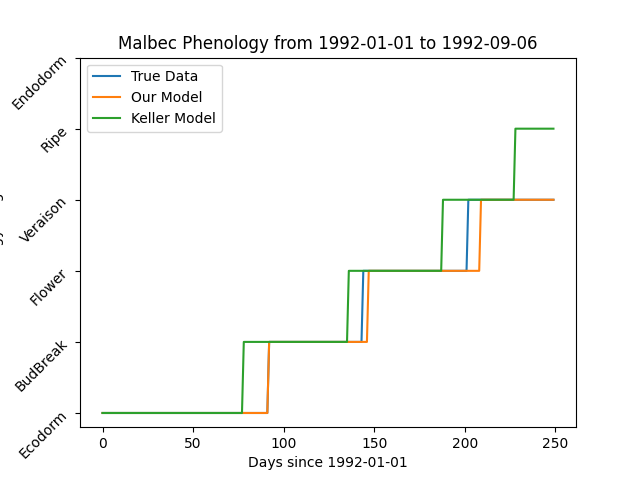 Malbec Phenology from 1992-01-01 to 1992-09-06
True Data
Our Model
Keller Model
Endodorm
Ripe
Veraison
Flower
BudBreak
Ecodorm
0 50 100 150 200 250
Days since 1992-01-01